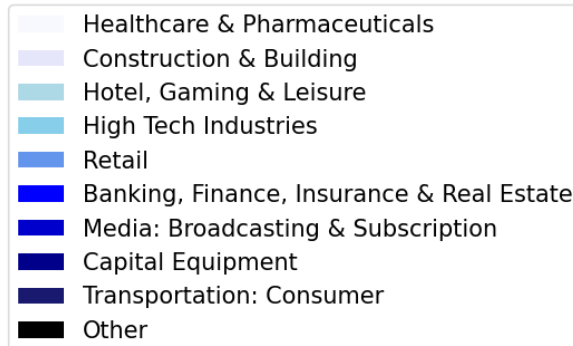 Healthcare & Pharmaceuticals
Construction & Building
Hotel, Gaming & Leisure
High Tech Industries
Retail
Banking, Finance, Insurance & Real Estate
Media: Broadcasting & Subscription
Capital Equipment
Transportation: Consumer
Other